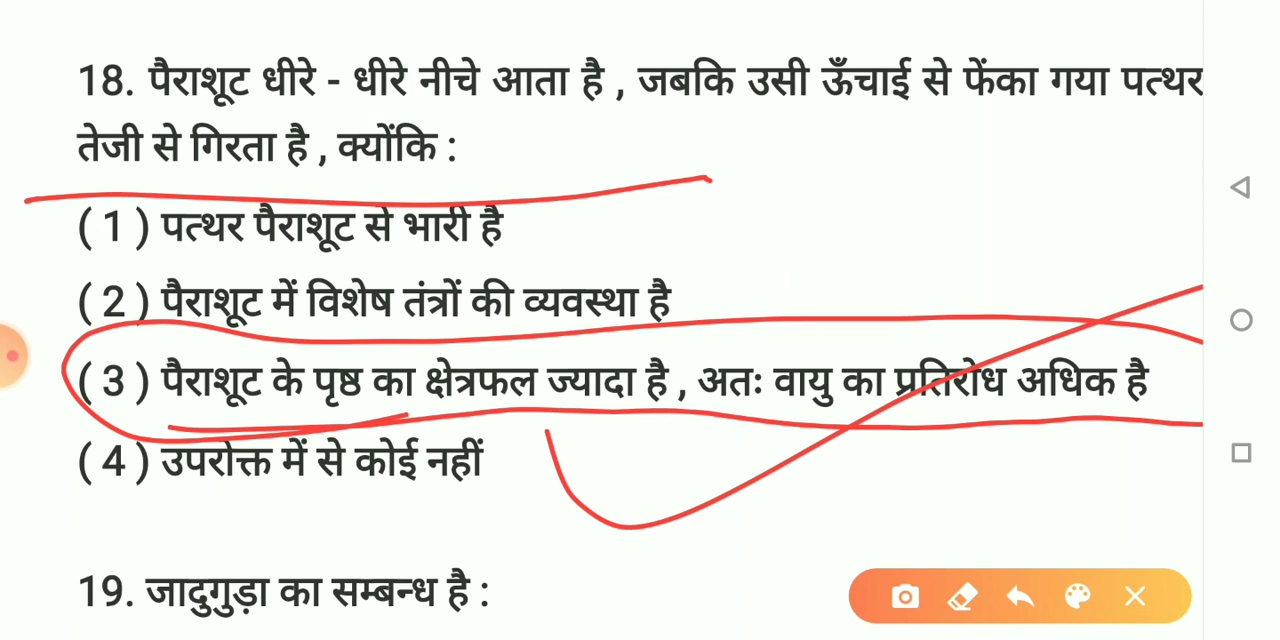 18. पैराशूट धीरे - धीरे नीचे आता है , जबकि उसी ऊँचाई से फेंका गया पत्थर
तेजी से गिरता है , क्योंकि :
( 1 ) पत्थर पैराशूट से भारी है
( 2 ) पैराशूट में विशेष तंत्रों की व्यवस्था है
( 3 ) पैराशूट के पृष्ठ का क्षेत्रफल ज्यादा है , अतः वायु का प्रतिरोध अधिक है
( 4 ) उपरोक्त में से कोई नहीं
19. जादुगुड़ा का सम्बन्ध है :